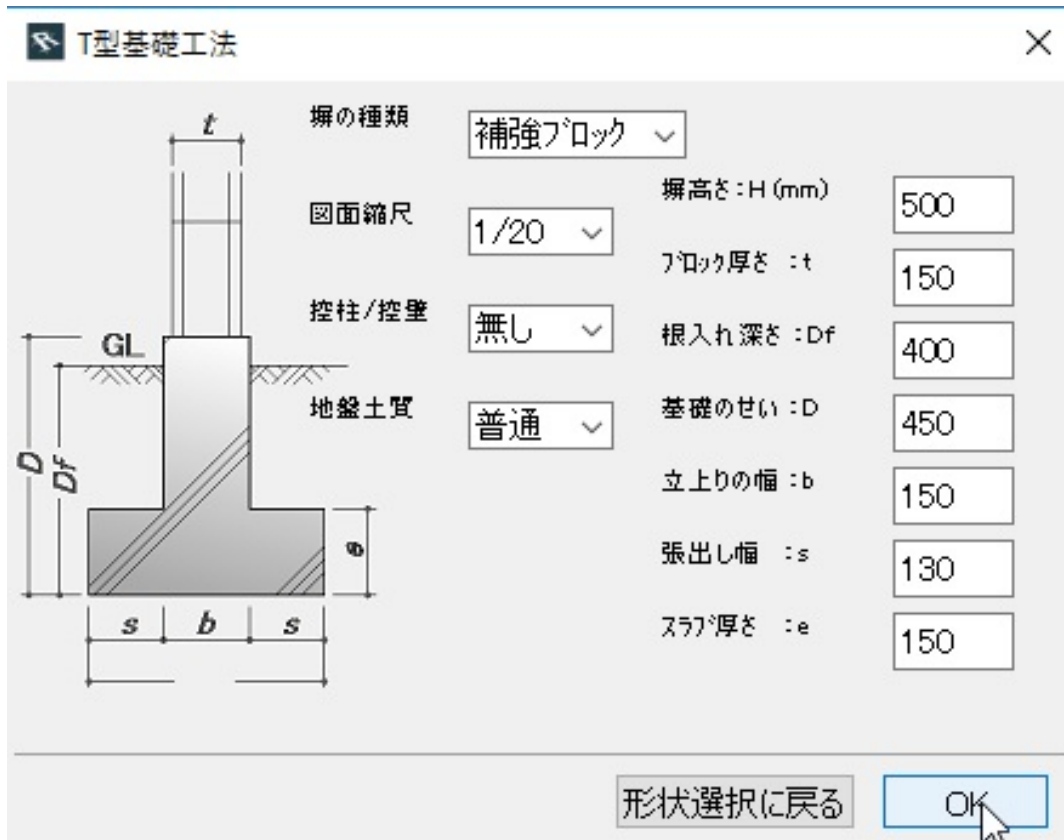 T型基礎工法
塀の種類
補強ブロック
図面縮尺
1/20
控柱/控壁
無し
地盤土質
普通
塀高さ:H(mm)
500
ブロック厚さ :t
150
根入れ深さ:Df
400
基礎のせい:D
450
立上りの幅:b
150
張出し幅 :s
130
スラブ厚さ :e
150
t
GL
D
Df
e
s
b
s
形状選択に戻る
OK